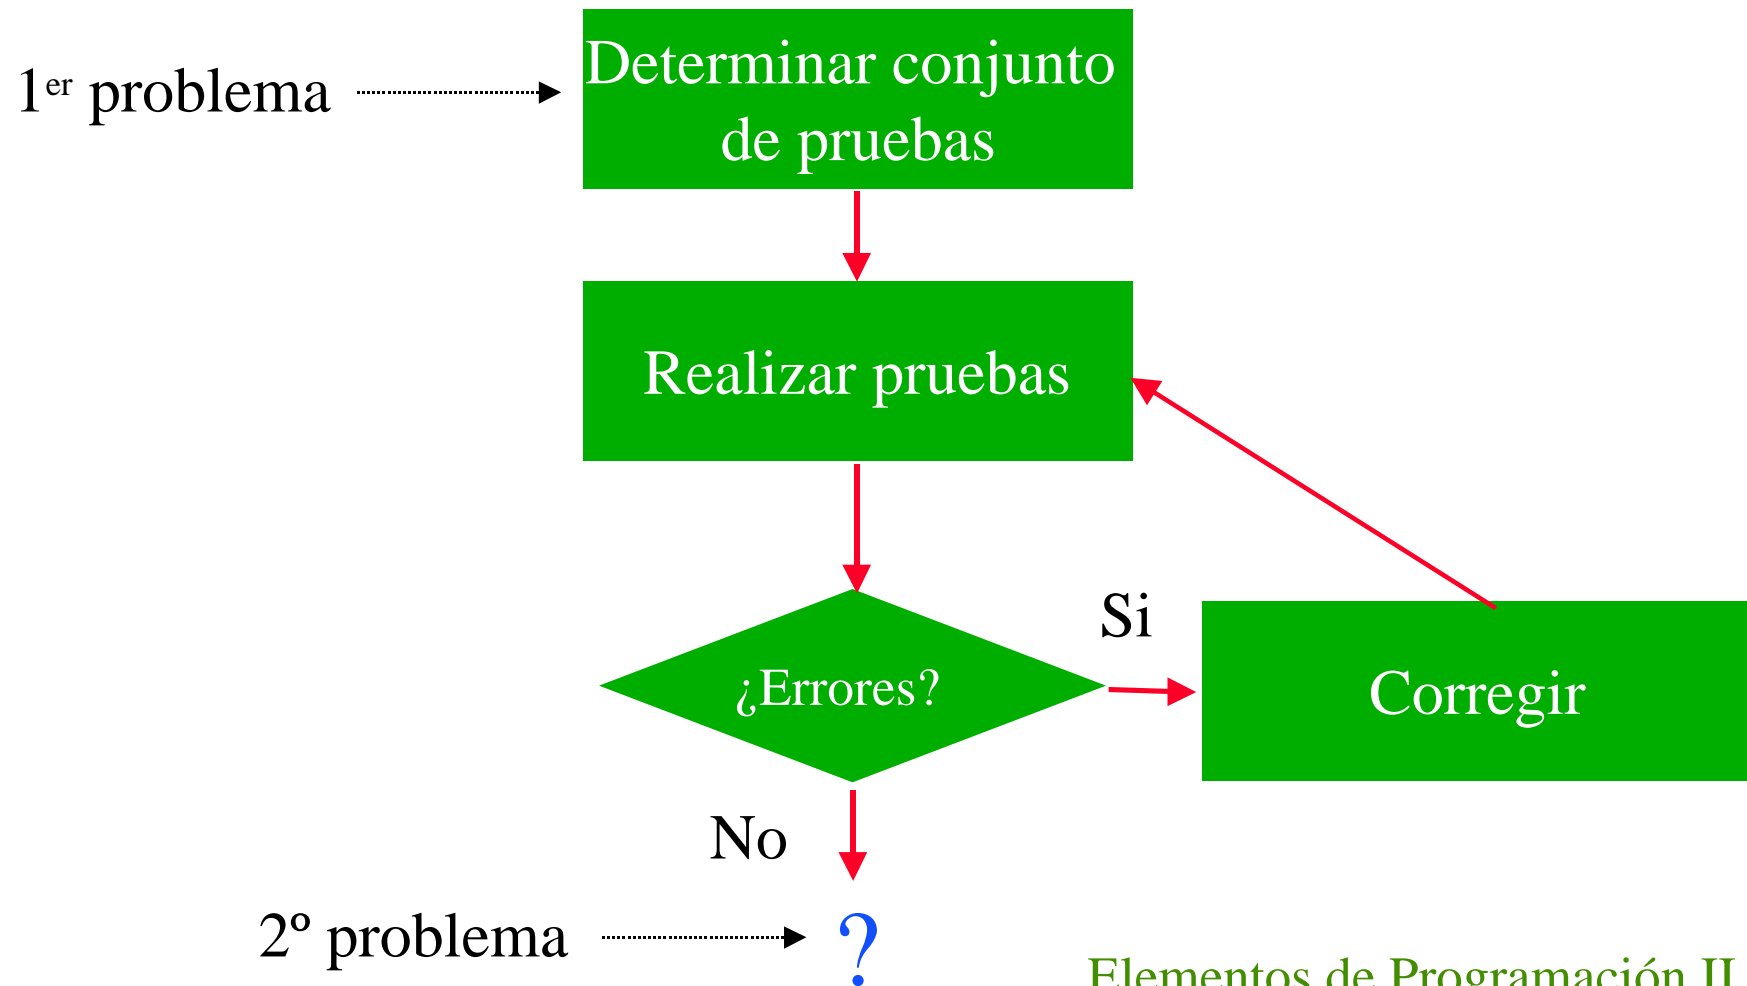 Determinar conjunto
1er problema
de pruebas
Realizar pruebas
Si
¿Errores?
Corregir
No
2º problema
?
Elementos de Programación II